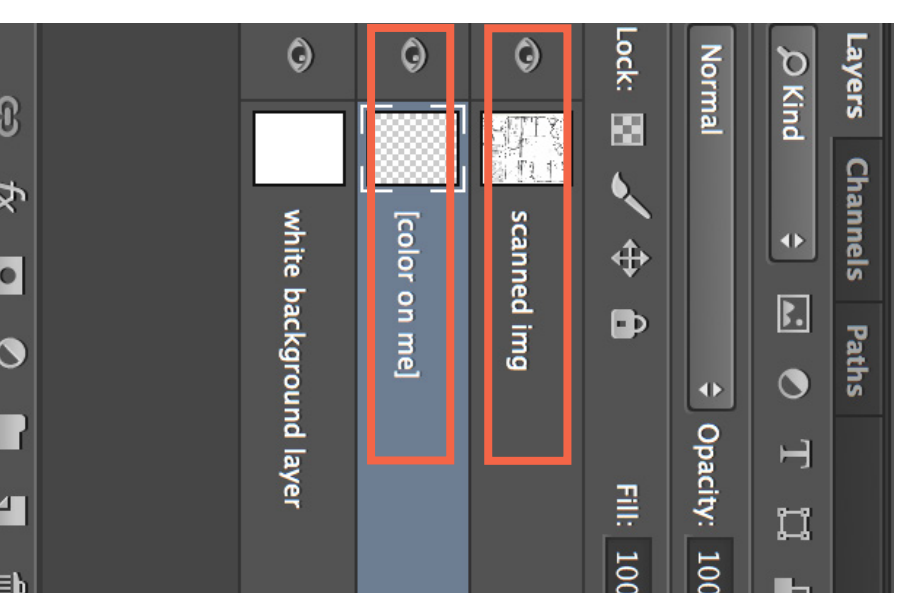 Layers Channels Paths
Kind
Normal Opacity: 100
Lock: Fill: 100
scanned img
[color on me]
white background layer
fx